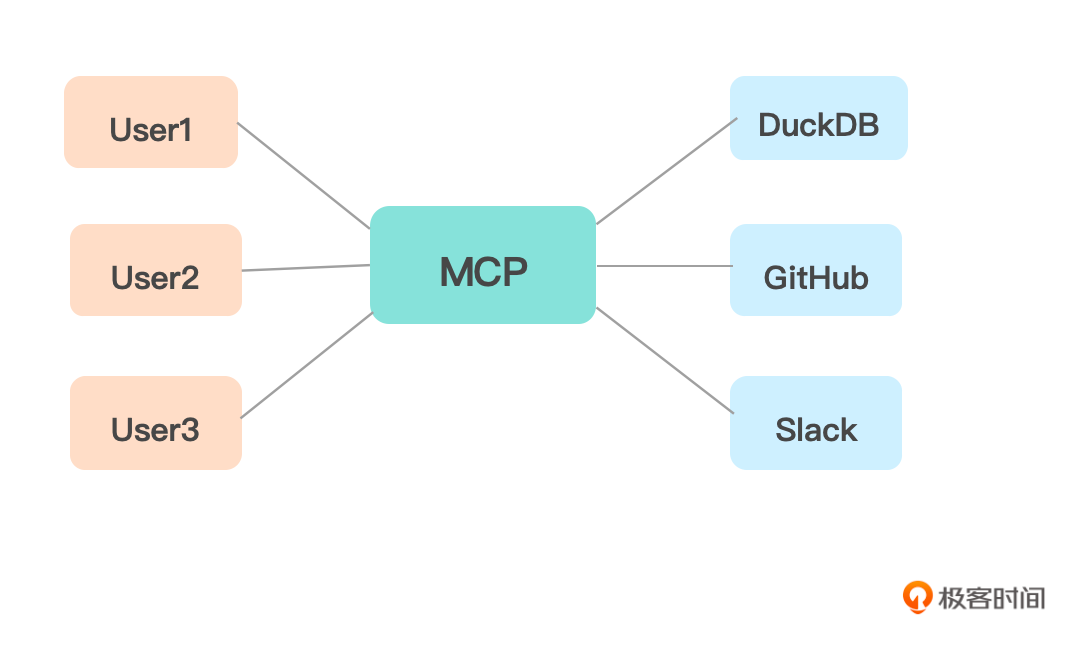 User1
DuckDB
MCP
User2
GitHub
User3
Slack
极客时间